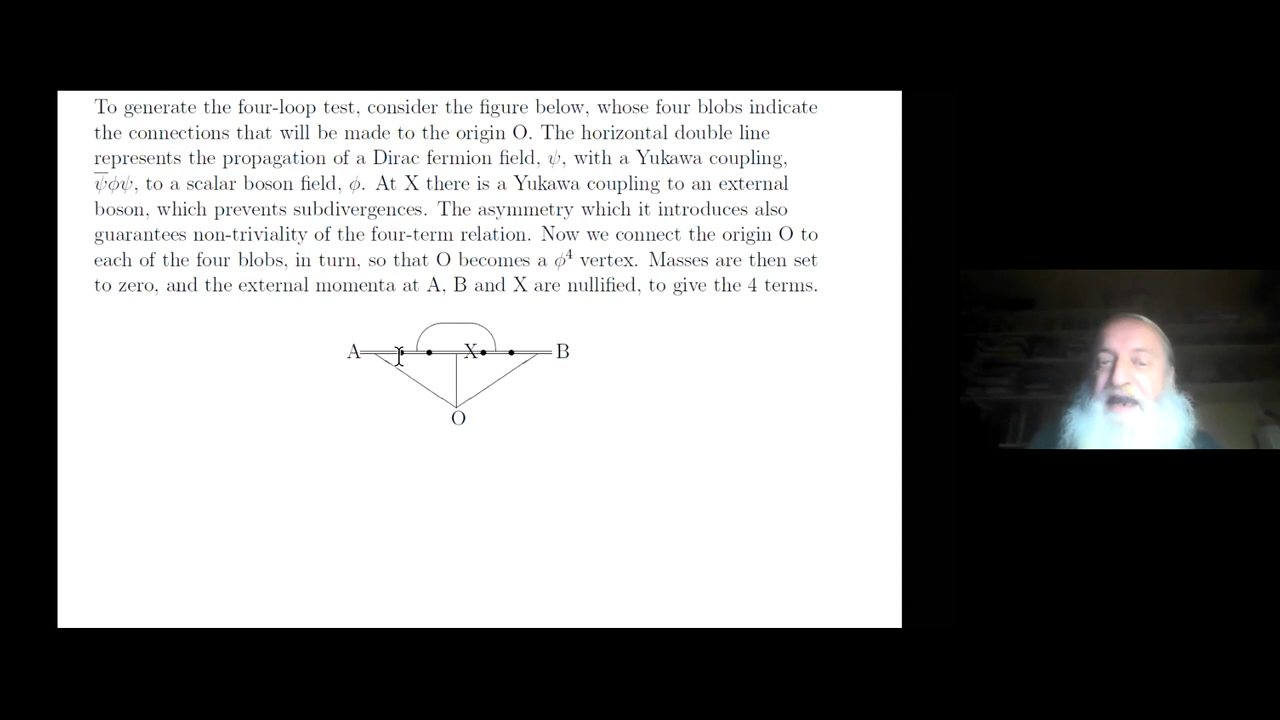 To generate the four-loop test, consider the figure below, whose four blobs indicate
the connections that will be made to the origin O. The horizontal double line
represents the propagation of a Dirac fermion field, ψ, with a Yukawa coupling,
ψ̅ϕψ, to a scalar boson field, ϕ. At X there is a Yukawa coupling to an external
boson, which prevents subdivergences. The asymmetry which it introduces also
guarantees non-triviality of the four-term relation. Now we connect the origin O to
each of the four blobs, in turn, so that O becomes a ϕ⁴ vertex. Masses are then set
to zero, and the external momenta at A, B and X are nullified, to give the 4 terms.
A X B
O